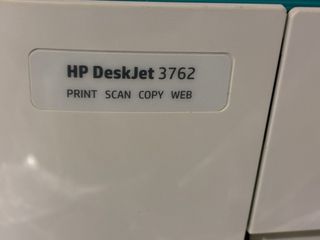 HP DeskJet 3762
PRINT SCAN COPY WEB